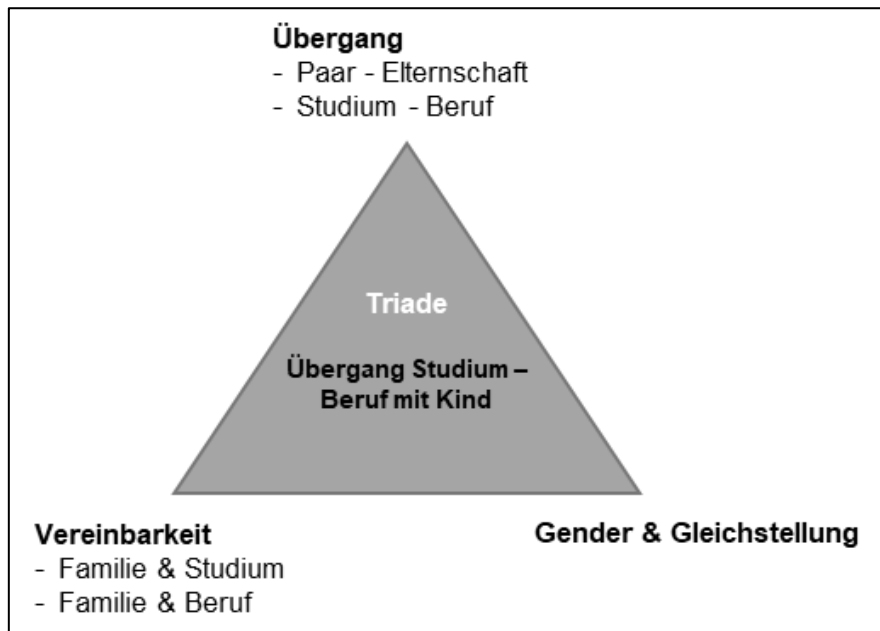 Übergang
- Paar - Elternschaft
- Studium - Beruf
Triade
Übergang Studium –
Beruf mit Kind
Vereinbarkeit
- Familie & Studium
- Familie & Beruf
Gender & Gleichstellung